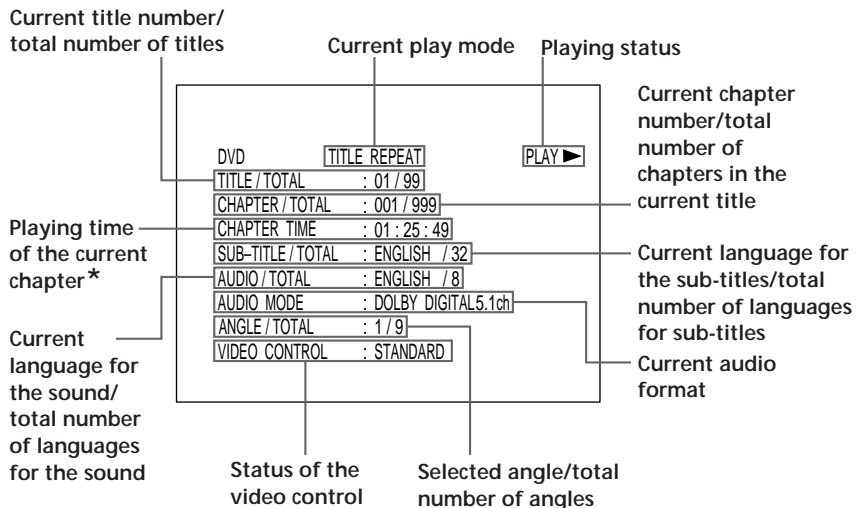 Current title number/
total number of titles
Current play mode
Playing status
DVD
TITLE REPEAT
PLAY ►
TITLE / TOTAL : 01 / 99
CHAPTER / TOTAL : 001 / 999
CHAPTER TIME : 01 : 25 : 49
SUB–TITLE / TOTAL : ENGLISH / 32
AUDIO / TOTAL : ENGLISH / 8
AUDIO MODE : DOLBY DIGITAL 5.1ch
ANGLE / TOTAL : 1 / 9
VIDEO CONTROL : STANDARD
Current chapter
number/total
number of
chapters in the
current title
Playing time
of the current
chapter*
Current language for
the sub-titles/total
number of languages
for sub-titles
Current
language for
the sound/
total number
of languages
for the sound
Current audio
format
Status of the
video control
Selected angle/total
number of angles